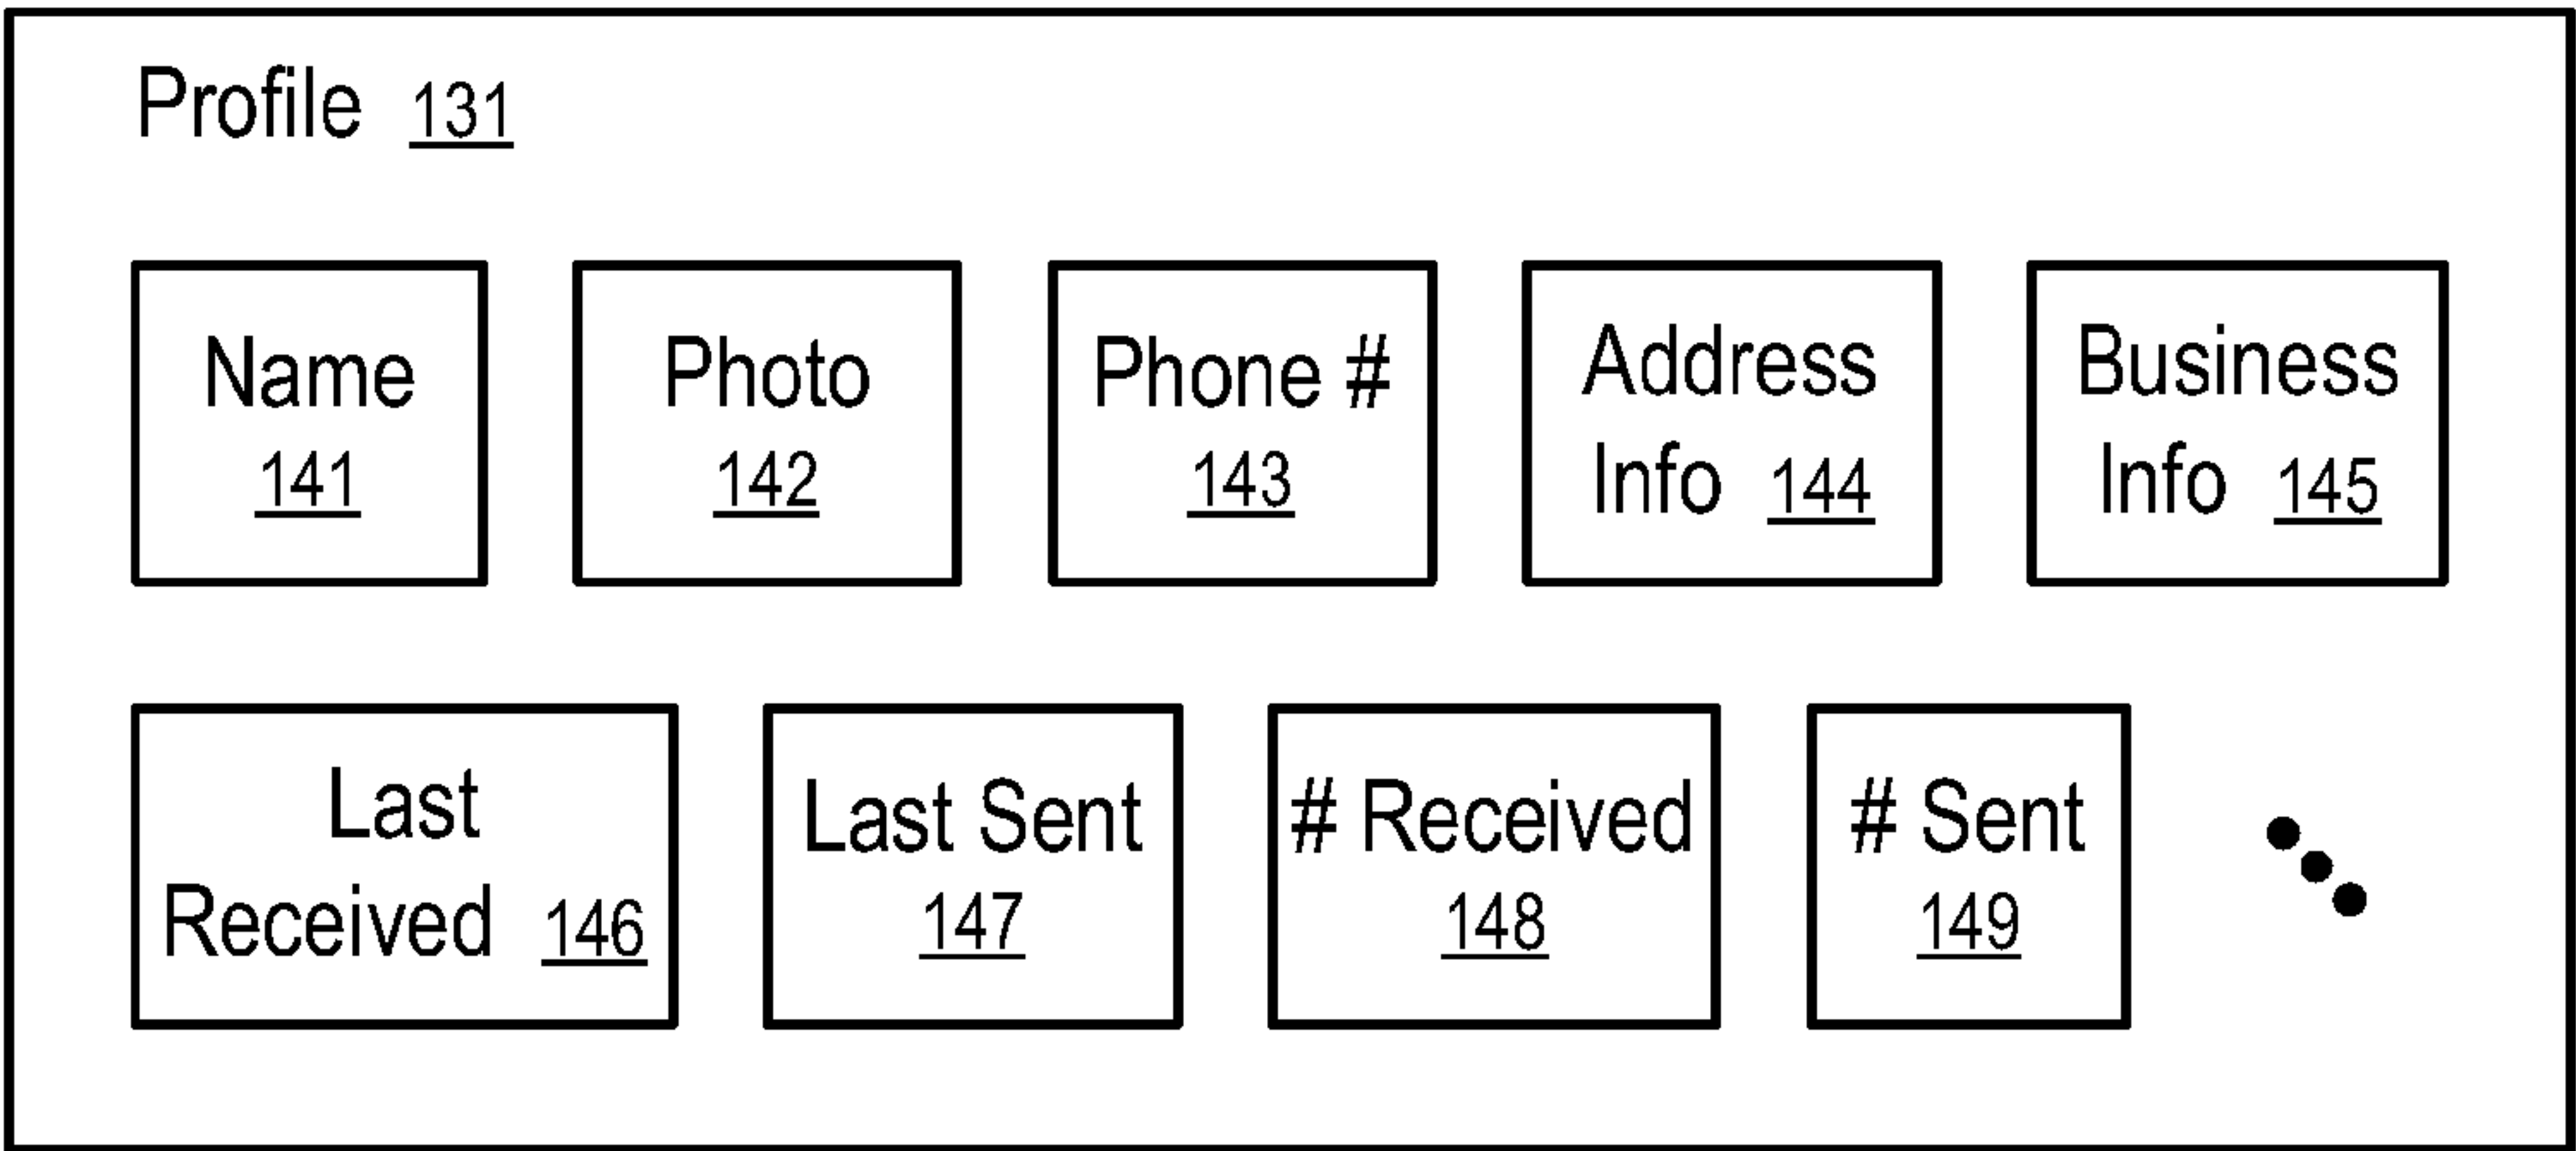 Profile 131
Name
141
Photo
142
Phone #
143
Address
Info 144
Business
Info 145
Last
Received 146
Last Sent
147
# Received
148
# Sent
149